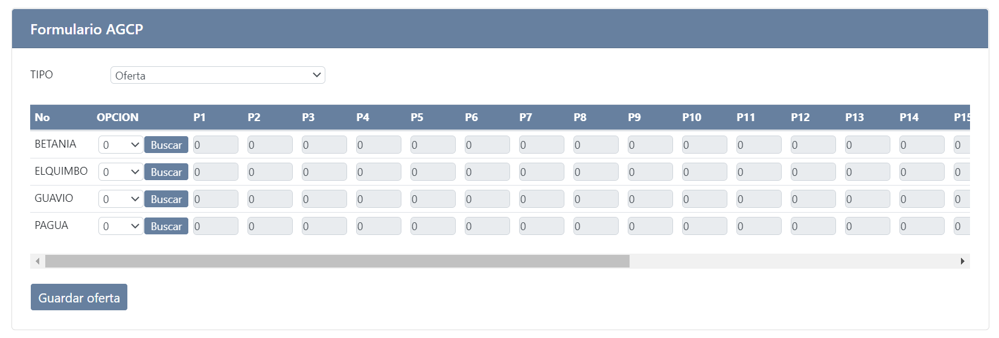 Formulario AGCP
TIPO Oferta
No OPCION P1 P2 P3 P4 P5 P6 P7 P8 P9 P10 P11 P12 P13 P14 P15
BETANIA 0 Buscar 0 0 0 0 0 0 0 0 0 0 0 0 0 0 0
ELQUIMBO 0 Buscar 0 0 0 0 0 0 0 0 0 0 0 0 0 0 0
GUAVIO 0 Buscar 0 0 0 0 0 0 0 0 0 0 0 0 0 0 0
PAGUA 0 Buscar 0 0 0 0 0 0 0 0 0 0 0 0 0 0 0
Guardar oferta